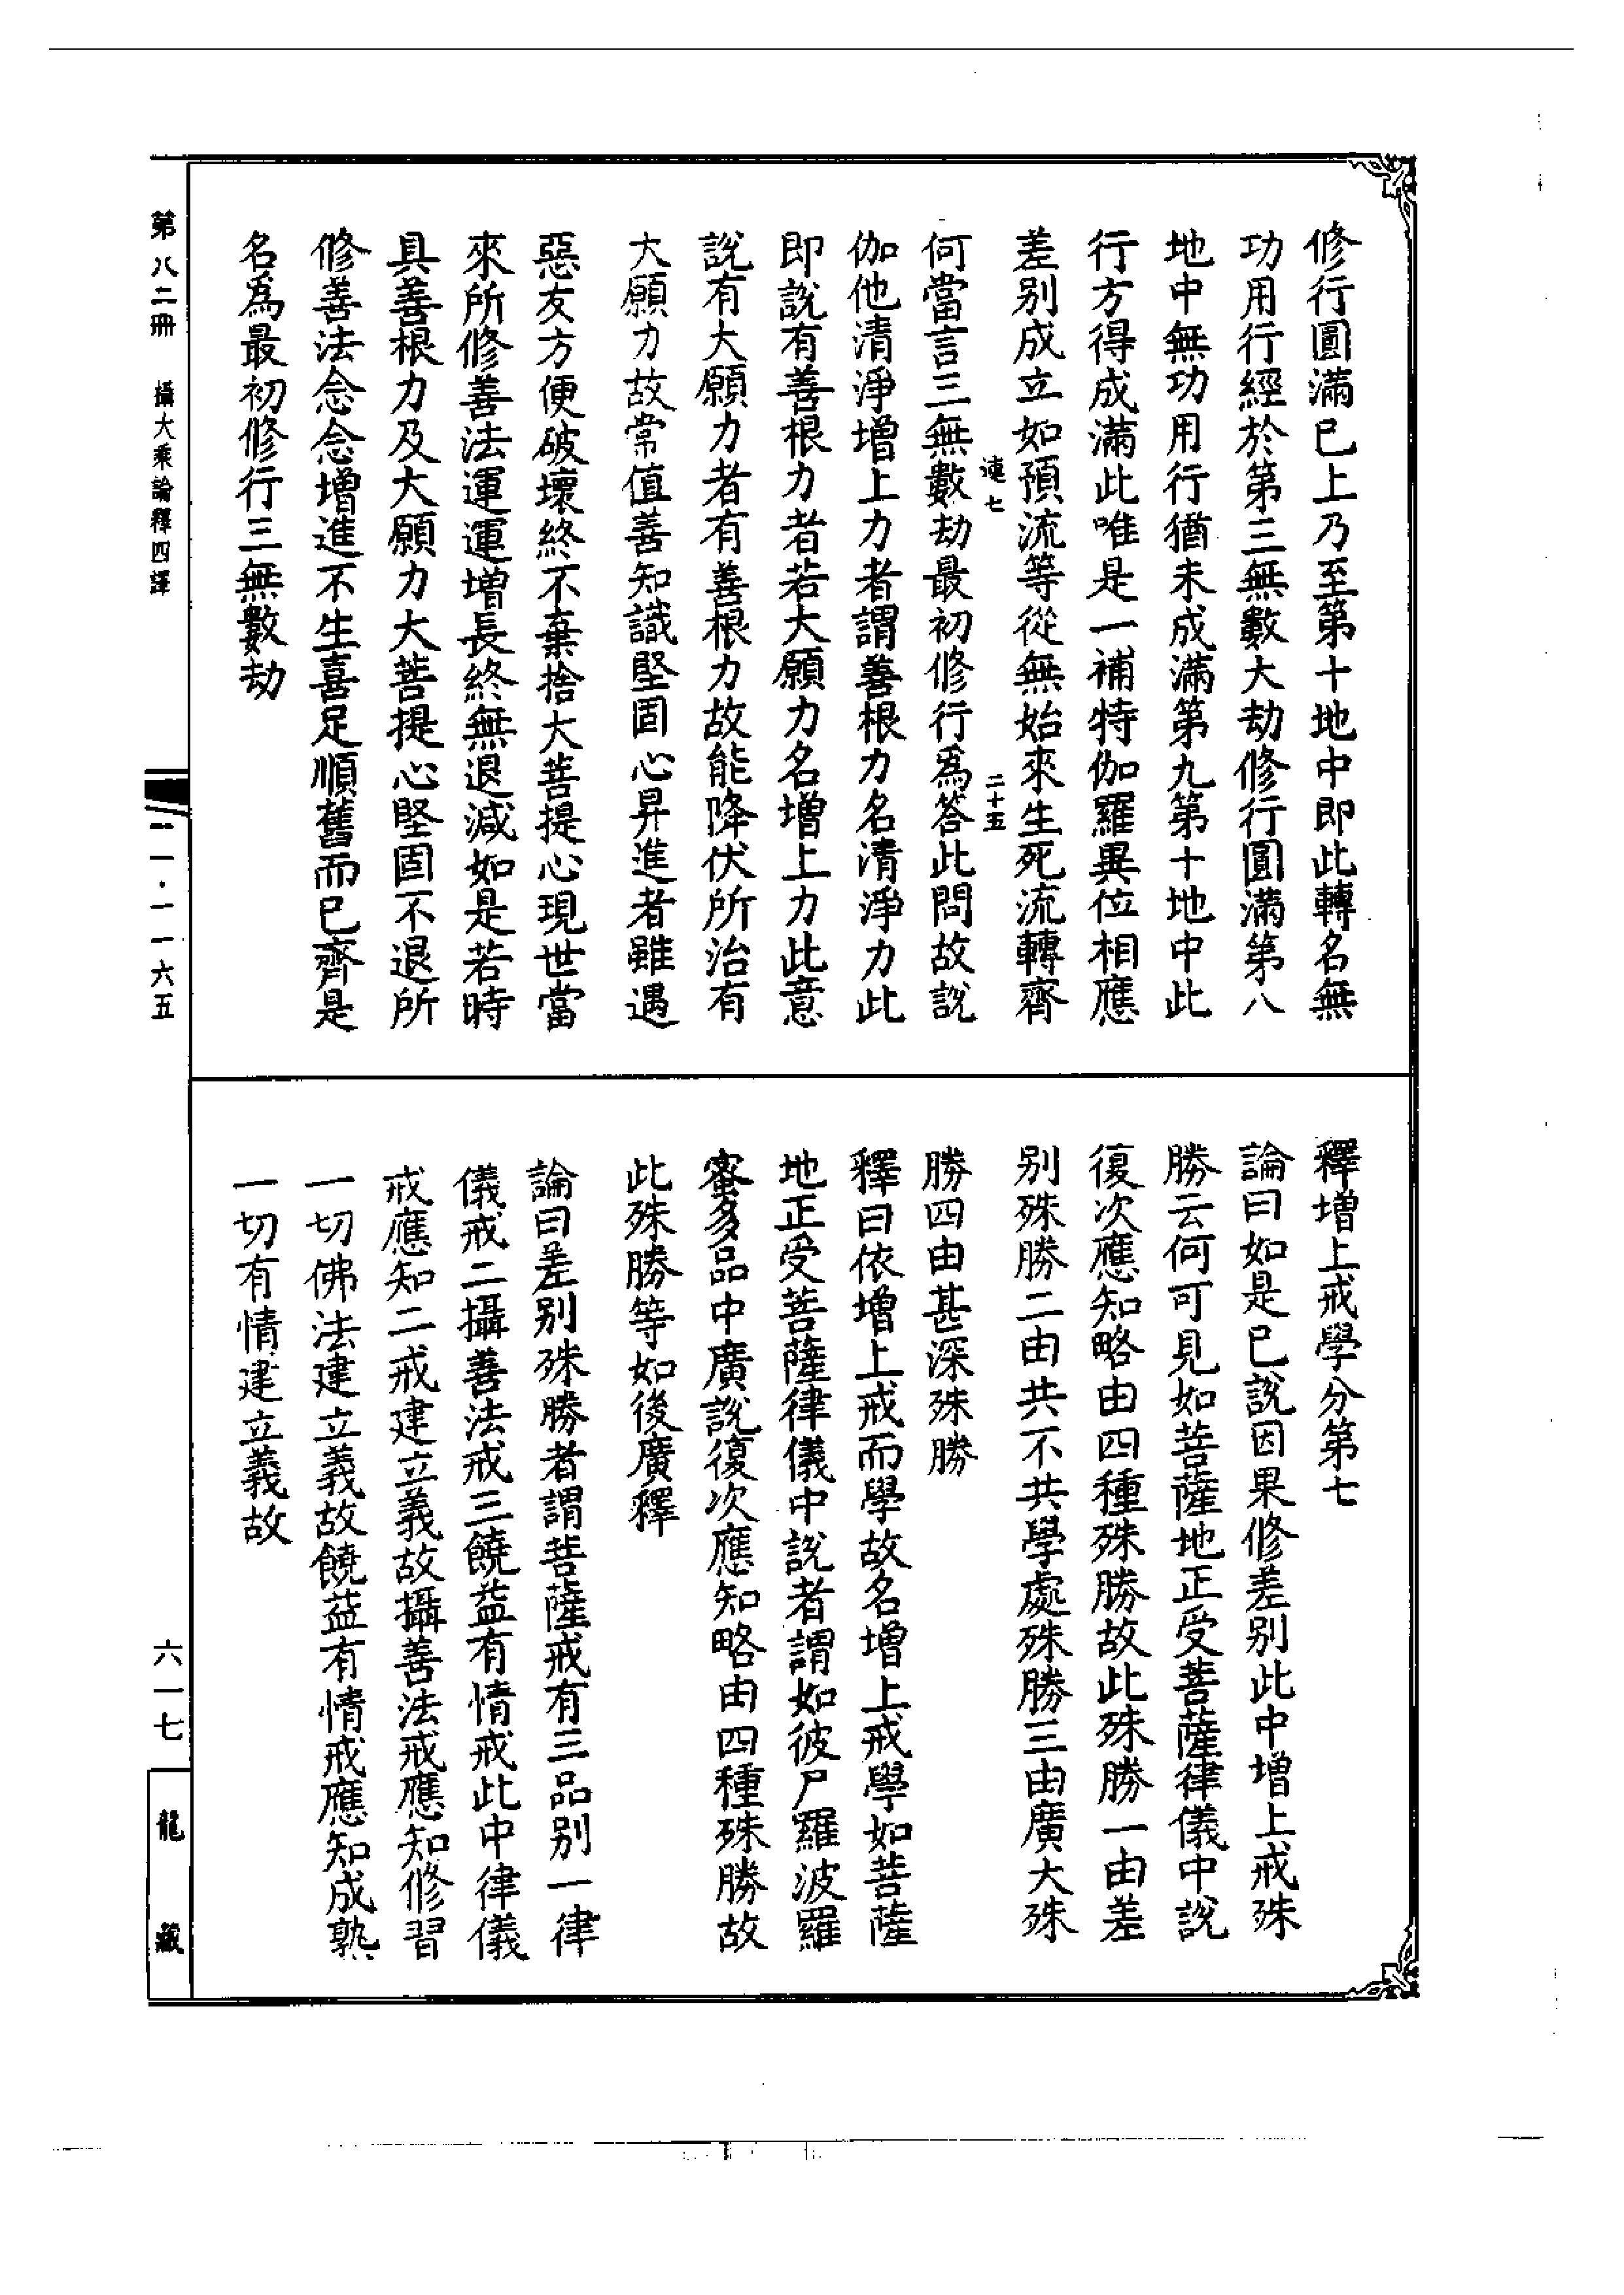 修行圓滿已上乃至第十地中即此轉名無
功用行經於第三無數大劫修行圓滿第八
地中無功用行猶未成滿第九第十地中此
行方得成滿此唯是一補特伽羅異位相應
差別成立如預流等從無始來生死流轉齊
連七 二十五
何當言三無數劫最初修行爲答此問故說
伽他清淨增上力者謂善根力名清淨力此
即說有善根力者若大願力名增上力此意
說有大願力者有善根力故能降伏所治有
大願力故常值善知識堅固心昇進者雖遇
惡友方便破壞終不棄捨大菩提心現世當
來所修善法運運增長終無退減如是若時
具善根力及大願力大菩提心堅固不退所
修善法念念增進不生喜足順舊而已齊是
名爲最初修行三無數劫
釋增上戒學分第七
論曰如是已說因果修差別此中增上戒殊
勝云何可見如菩薩地正受菩薩律儀中說
復次應知略由四種殊勝故此殊勝一由差
別殊勝二由共不共學處殊勝三由廣大殊
勝四由甚深殊勝
釋曰依增上戒而學故名增上戒學如菩薩
地正受菩薩律儀中說者謂如彼尸羅波羅
蜜多品中廣說復次應知略由四種殊勝故
此殊勝等如後廣釋
論曰差別殊勝者謂菩薩戒有三品別一律
儀戒二攝善法戒三饒益有情戒此中律儀
戒應知二戒建立義故攝善法戒應知修習
一切佛法建立義故饒益有情戒應知成熟
一切有情建立義故
第八二冊 攝大乘論釋四譯
一一·一一六五
六一七
龍藏